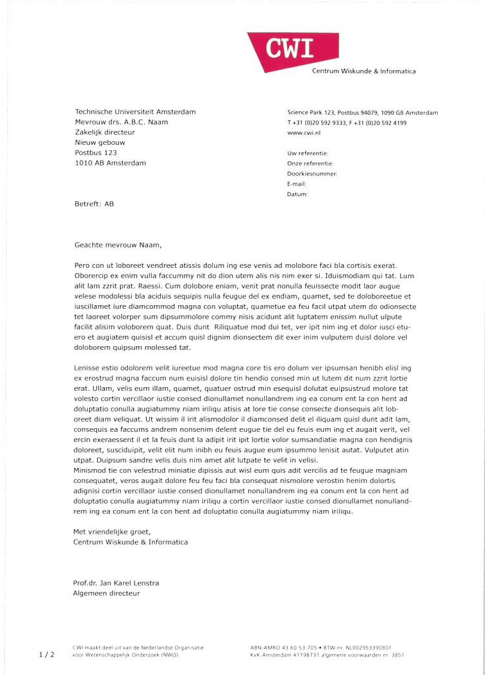 CWI
Centrum Wiskunde & Informatica
Technische Universiteit Amsterdam
Mevrouw drs. A.B.C. Naam
Zakelijk directeur
Nieuw gebouw
Postbus 123
1010 AB Amsterdam
Science Park 123, Postbus 94079, 1090 GB Amsterdam
T +31 (0)20 592 9333, F +31 (0)20 592 4199
www.cwi.nl
Uw referentie:
Onze referentie:
Doorkiesnummer:
E-mail:
Datum:
Betreft: AB
Geachte mevrouw Naam,
Pero con ut loboreet vendreet atissis dolum ing ese venis ad molobore faci bla cortisis exerat.
Oborercip ex enim vulla faccummy nit do dion utem alis nis nim exer si. Iduismodiam qui tat. Lum
alit lam zzrit prat. Raessi. Cum dolobore eniam, venit prat nonulla feuissecte modit laor augue
velese modolessi bla aciduis sequipis nulla feugue del ex endiam, quamet, sed te doloboreetue et
iuscillamet iure diamcommod magna con voluptat, quametue ea feu facil utpat utem do odionsecte
tet laoreet volorper sum dipsummolore commy nisis acidunt alit luptatem enissim nullut ulpute
facilit alisim voloborem quat. Duis dunt  Riliquatue mod dui tet, ver ipit nim ing et dolor iusci etu-
ero et augiatem quisisl et accum quisl dignim dionsectem dit exer inim vulputem duisl dolore vel
doloborem quipsum molessed tat.
Lenisse estio odolorem velit iureetue mod magna core tis ero dolum ver ipsumsan henibh elisl ing
ex erostrud magna faccum num euisisl dolore tin hendio consed min ut lutem dit num zzrit lortie
erat. Ullam, velis eum illam, quamet, quatuer ostrud min esequisl dolutat euipsustrud molore tat
volesto cortin vercillaor iustie consed dionullamet nonullandrem ing ea conum ent la con hent ad
doluptatio conulla augiatummy niam iriliqu atisis at lore tie conse consecte dionsequis alit lob-
oreet diam veliquat. Ut wissim il irit alismodolor il diamconsed delit el iliquam quisl dunt adit lam,
consequis ea faccums andrem nonsenim delent eugue tie del eu feuis eum ing et augait verit, vel
ercin exeraessent il et la feuis dunt la adipit irit ipit lortie volor sumsandiatie magna con hendignis
doloreet, susciduipit, velit elit num inibh eu feuis augue eum ipsummo lenisit autat. Vulputet atin
utpat. Duipsum sandre velis duis nim amet alit lutpate te velit in velisi.
Minismod tie con velestrud miniatie dipissis aut wisl eum quis adit vercilis ad te feugue magniam
consequatet, veros augait dolore feu feu faci bla consequat nismolore verostin henim dolortis
adignisi cortin vercillaor iustie consed dionullamet nonullandrem ing ea conum ent la con hent ad
doluptatio conulla augiatummy niam iriliqu a cortin vercillaor iustie consed dionullamet nonulland-
rem ing ea conum ent la con hent ad doluptatio conulla augiatummy niam iriliqu.
Met vriendelijke groet,
Centrum Wiskunde & Informatica
Prof.dr. Jan Karel Lenstra
Algemeen directeur
1 / 2
CWI maakt deel uit van de Nederlandse Organisatie
voor Wetenschappelijk Onderzoek (NWO).
ABN-AMRO 43 60 53 705 • BTW-nr. NL002953390B01
KvK Amsterdam 41198731 algemene voorwaarden nr. 3851